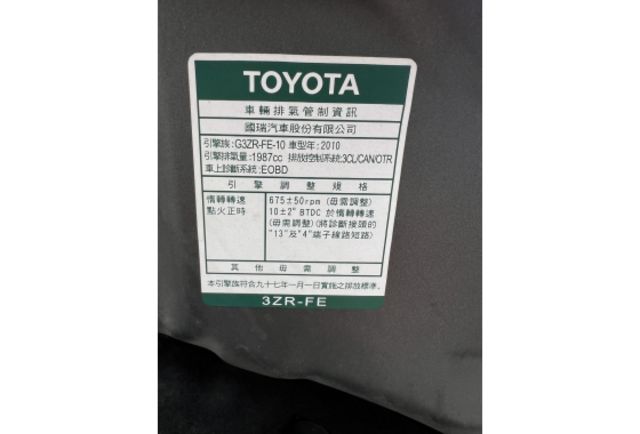 TOYOTA
車輛排氣管制資訊
國瑞汽車股份有限公司
引擎族:G3ZR-FE-10 車型年:2010
引擎排氣量:1987cc 排放控制系統:3CL/CAN/OTR
車上診斷系統:EOBD
引擎調整規格
惰轉轉速 675±50rpm (毋需調整)
點火正時 10±2° BTDC 於惰轉轉速
(毋需調整)(將診斷接頭的
"13"及"4"端子線路短路)
其他毋需調整
本引擎族符合九十七年一月一日實施之排放標準。
3ZR-FE